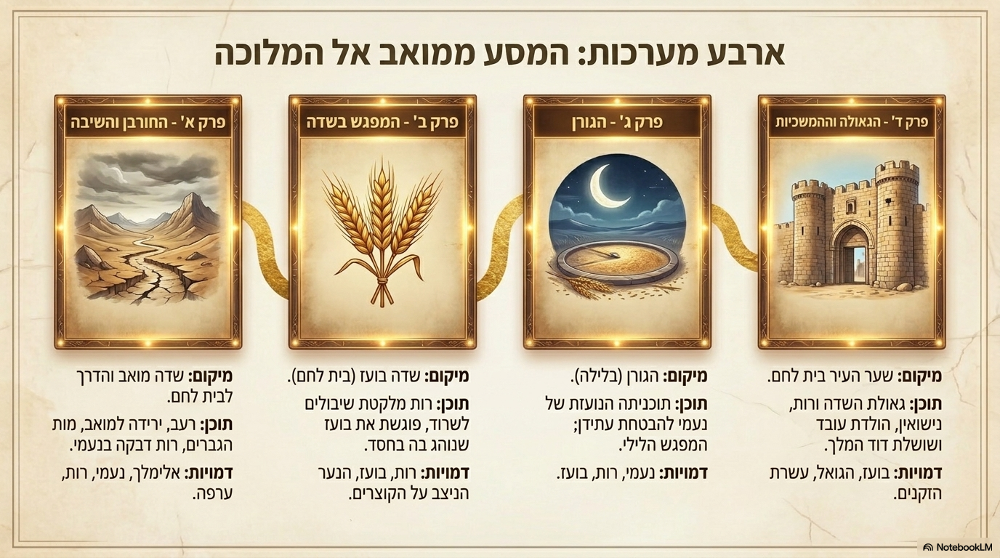 ארבע מערכות: המסע ממואב אל המלוכה
פרק א' - החורבן והשיבה
מיקום: שדה מואב והדרך
לבית לחם.
תוכן: רעב, ירידה למואב, מות
הגברים, רות דבקה בנעמי.
דמויות: אלימלך, נעמי, רות,
ערפה.
פרק ב' - המפגש בשדה
מיקום: שדה בועז (בית לחם).
תוכן: רות מלקטת שיבולים
לשרוד, פוגשת את בועז
שנוהג בה בחסד.
דמויות: רות, בועז, הנער
הניצב על הקוצרים.
פרק ג' - הגורן
מיקום: הגורן (בלילה).
תוכן: תוכניתה הנועזת של
נעמי להבטחת עתידן;
המפגש הלילי.
דמויות: נעמי, רות, בועז.
פרק ד' - הגאולה וההמשכיות
מיקום: שער העיר בית לחם.
תוכן: גאולת השדה ורות,
נישואין, הולדת עובד
ושושלת דוד המלך.
דמויות: בועז, הגואל, עשרת
הזקנים.
NotebookLM